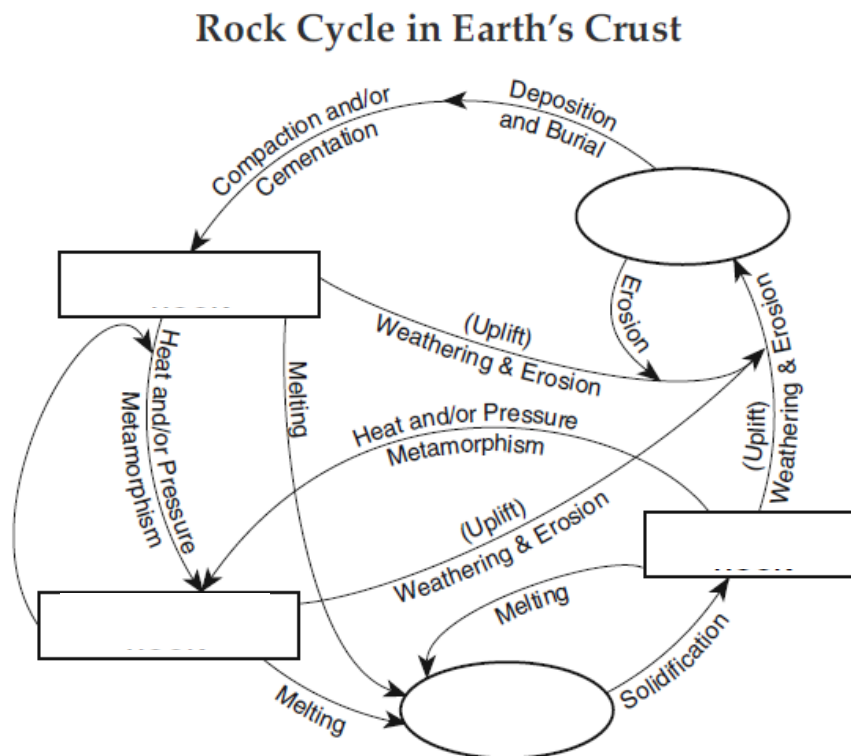 Rock Cycle in Earth's Crust
Deposition
and Burial
Compaction and/or
Cementation
Erosion
(Uplift)
Weathering & Erosion
(Uplift)
Weathering & Erosion
Heat and/or Pressure
Metamorphism
Melting
Heat and/or Pressure
Metamorphism
(Uplift)
Weathering & Erosion
Melting
Solidification
Melting